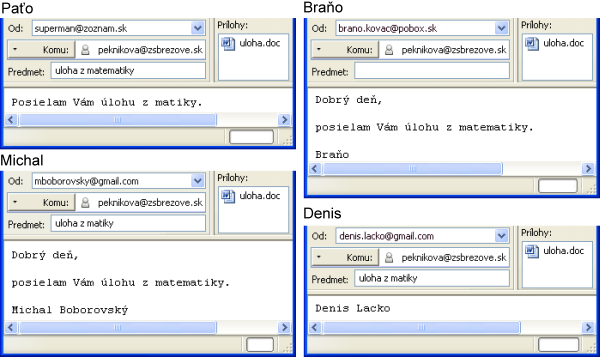 Paťo
Od: superman@zoznam.sk
Prílohy:
Komu: peknikova@zsbrezove.sk
uloha.doc
Predmet: uloha z matematiky
Posielam Vám úlohu z matiky.
Braňo
Od: brano.kovac@pobox.sk
Prílohy:
Komu: peknikova@zsbrezove.sk
uloha.doc
Predmet:
Dobrý deň,
posielam Vám úlohu z matematiky.
Braňo
Michal
Od: mboborovsky@gmail.com
Prílohy:
Komu: peknikova@zsbrezove.sk
uloha.doc
Predmet: uloha z matiky
Dobrý deň,
posielam Vám úlohu z matematiky.
Michal Boborovský
Denis
Od: denis.lacko@gmail.com
Prílohy:
Komu: peknikova@zsbrezove.sk
uloha.doc
Predmet: uloha z matiky
Denis Lacko